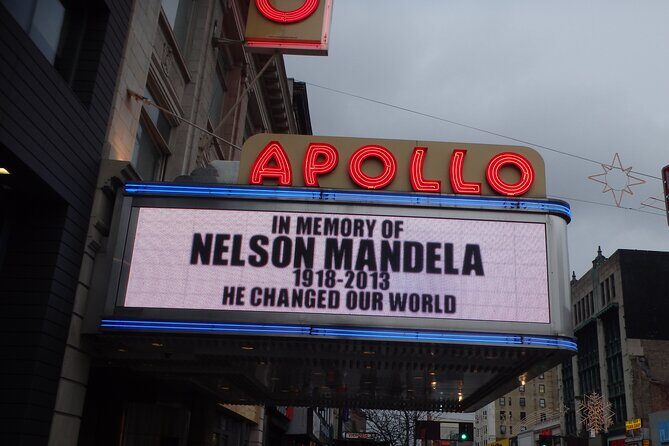 APOLLO
IN MEMORY OF
NELSON MANDELA
1918-2013
HE CHANGED OUR WORLD